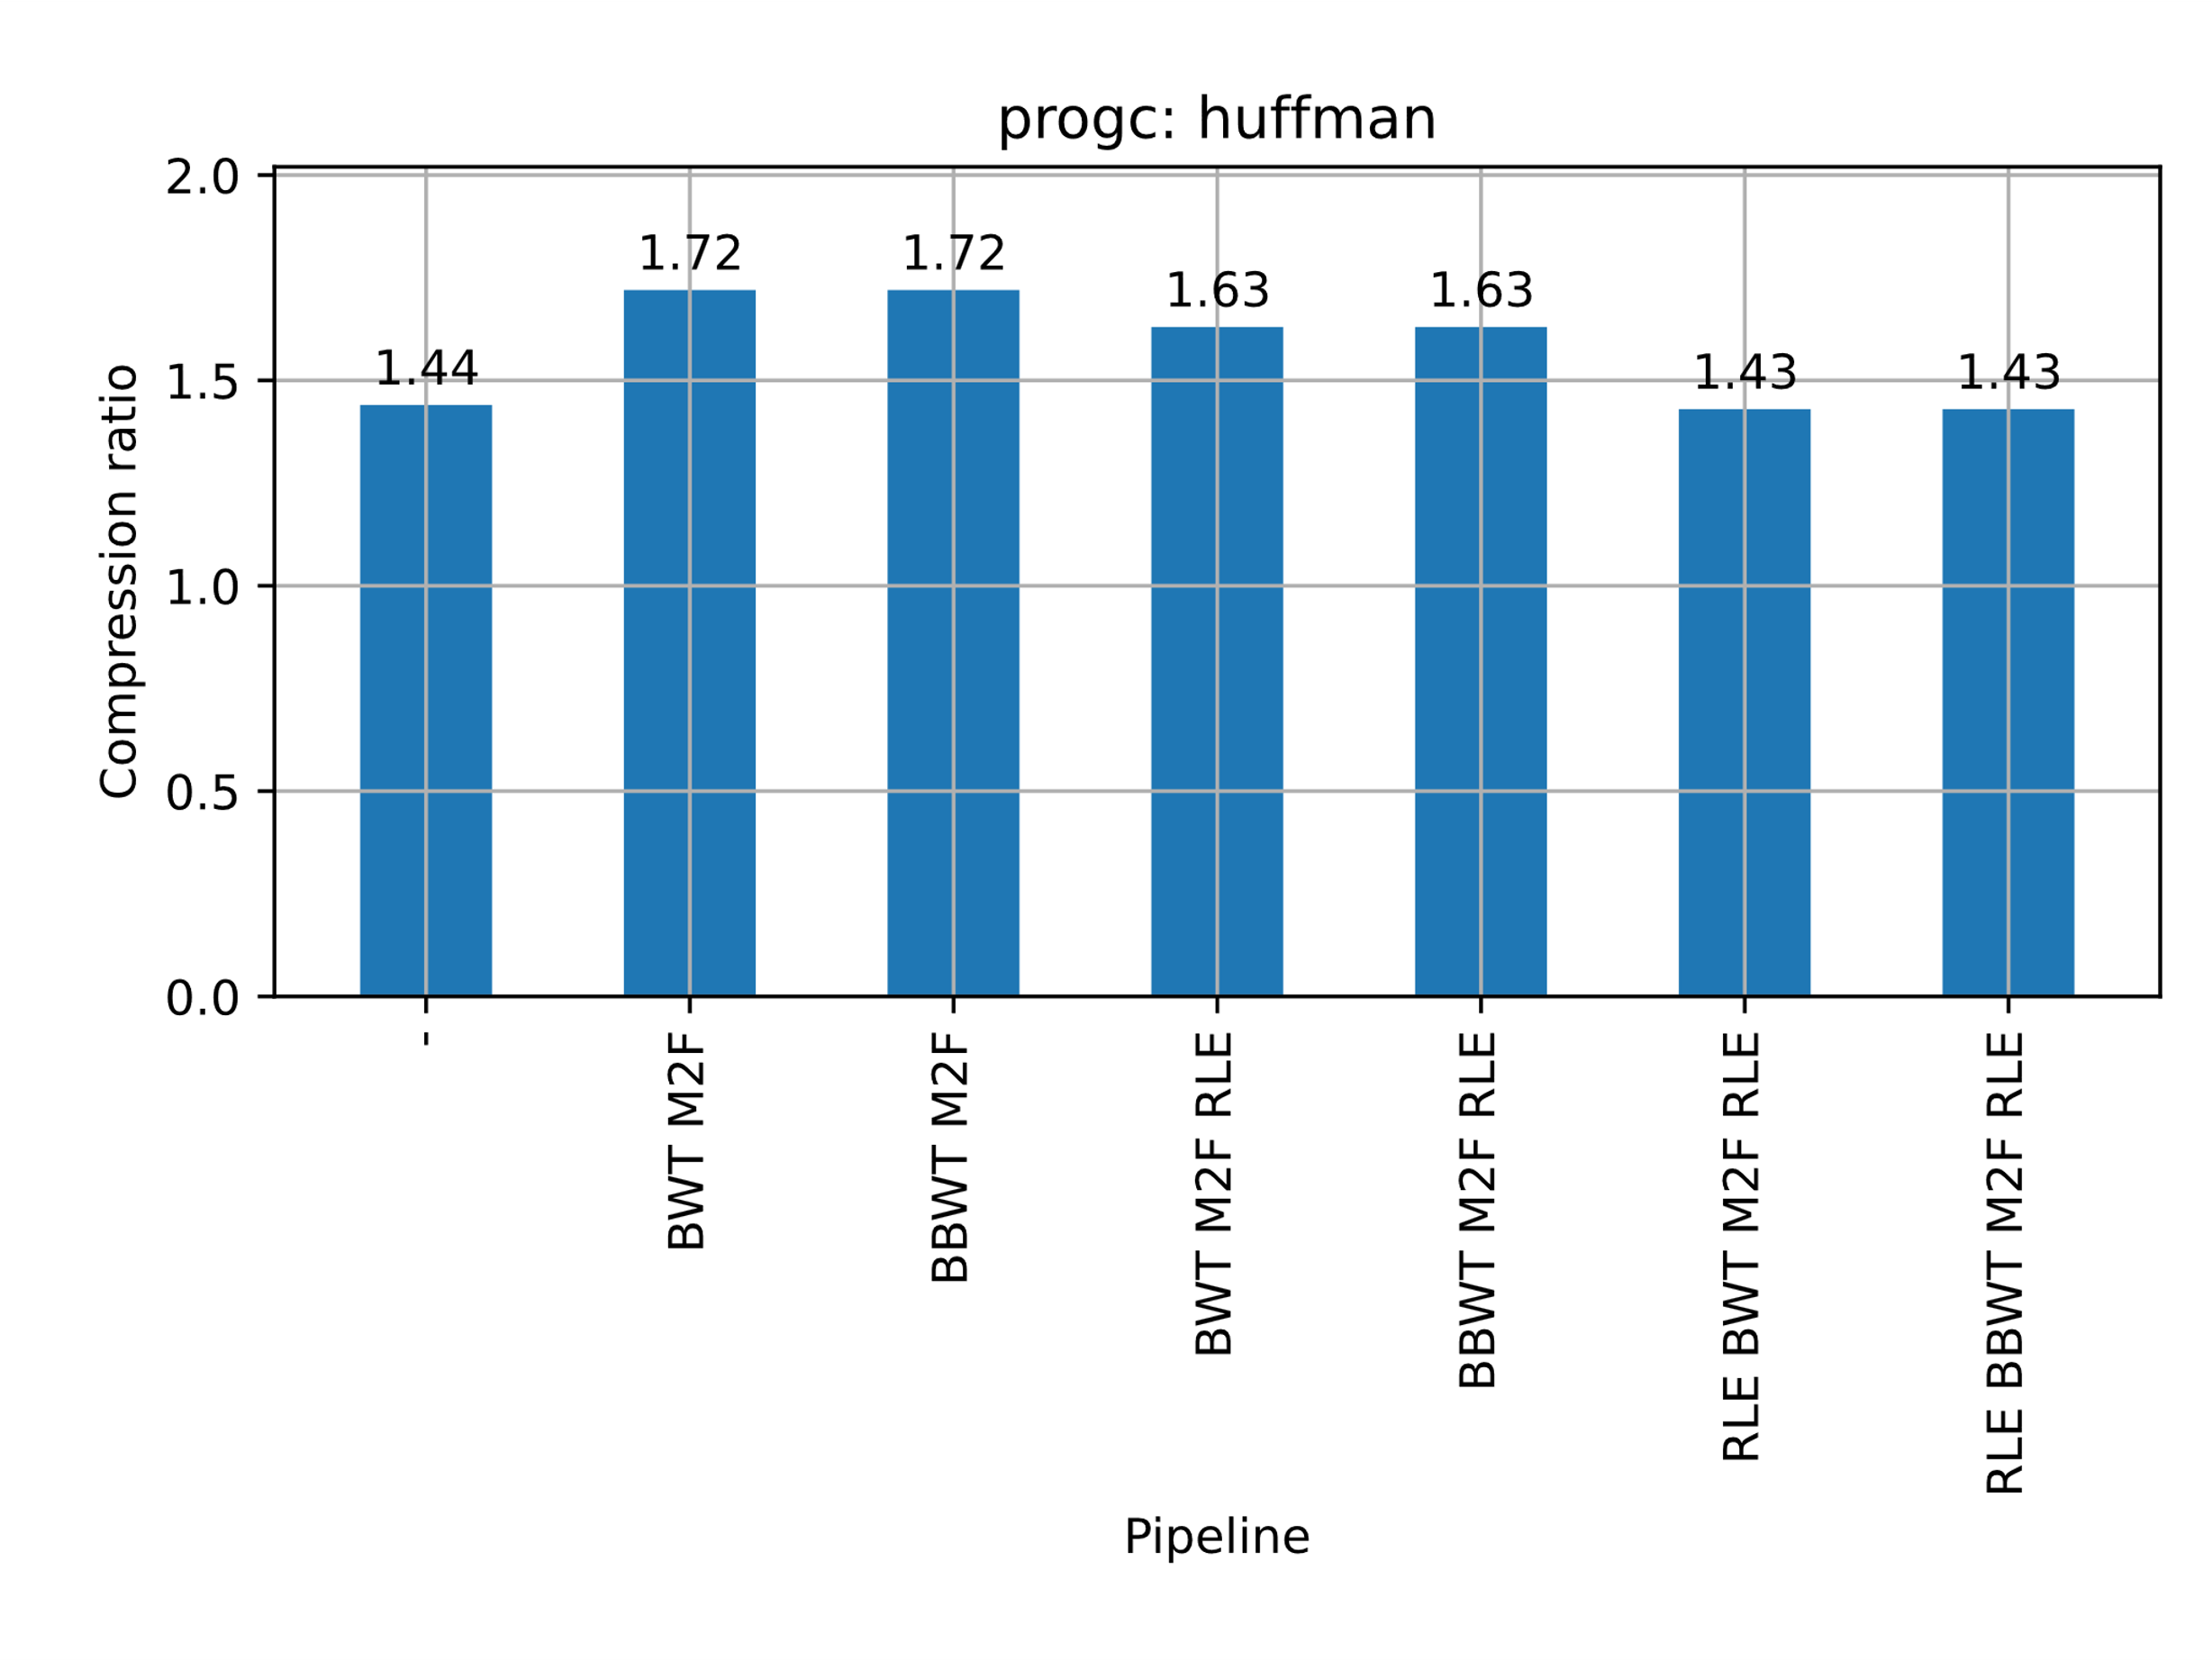 progc: huffman
2.0
1.5
1.0
0.5
0.0
Compression ratio
1.44
1.72
1.72
1.63
1.63
1.43
1.43
-
BWT M2F
BBWT M2F
BWT M2F RLE
BBWT M2F RLE
RLE BWT M2F RLE
RLE BBWT M2F RLE
Pipeline